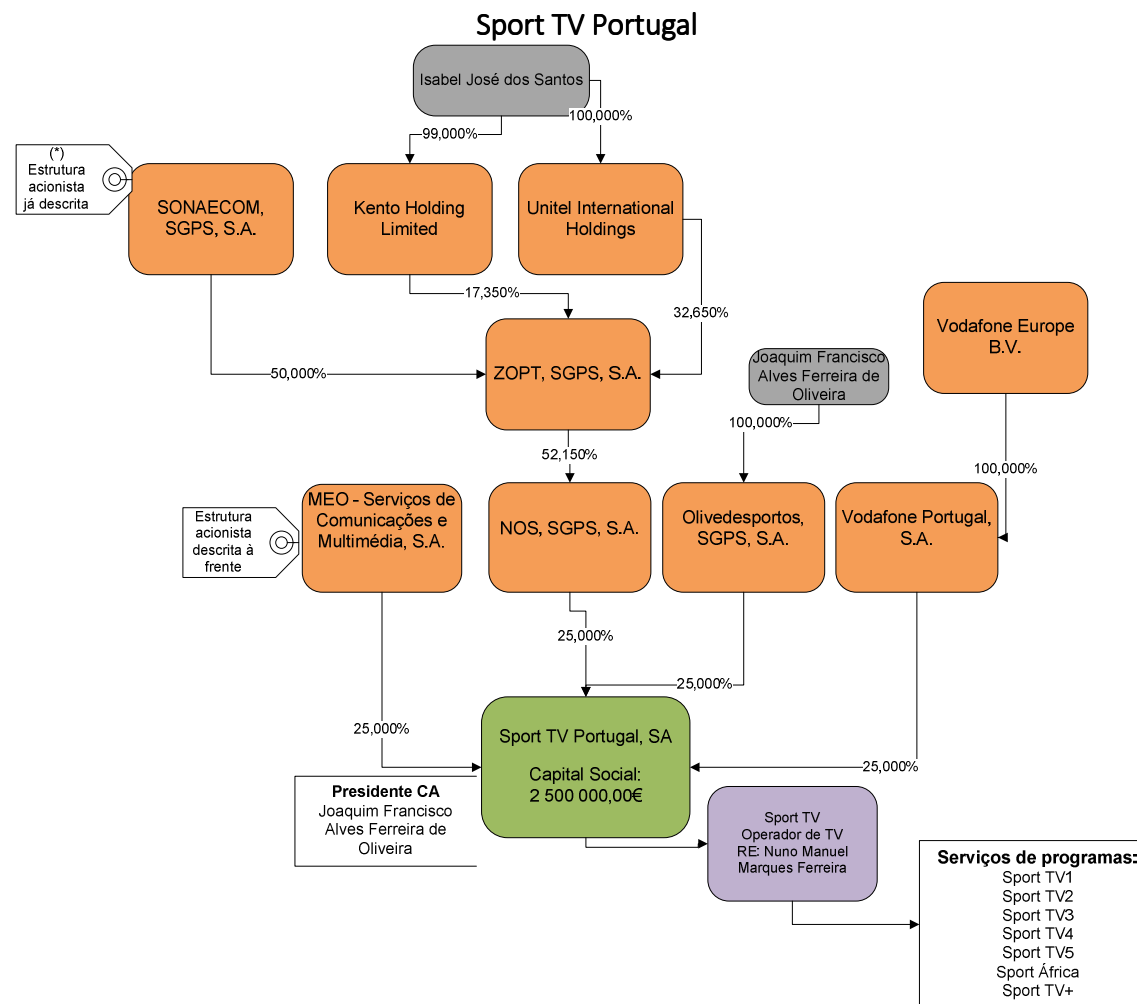 Sport TV Portugal
Isabel José dos Santos
100,000%
99,000%
(*)
Estrutura
acionista
já descrita
SONAECOM,
SGPS, S.A.
Kento Holding
Limited
Unitel International
Holdings
17,350%
32,650%
Vodafone Europe
B.V.
Joaquim Francisco
Alves Ferreira de
Oliveira
50,000%
ZOPT, SGPS, S.A.
100,000%
52,150%
100,000%
Estrutura
acionista
descrita à
frente
MEO - Serviços de
Comunicações e
Multimédia, S.A.
NOS, SGPS, S.A.
Olivedesportos,
SGPS, S.A.
Vodafone Portugal,
S.A.
25,000%
25,000%
25,000%
25,000%
Sport TV Portugal, SA
Capital Social:
2 500 000,00€
Presidente CA
Joaquim Francisco
Alves Ferreira de
Oliveira
Sport TV
Operador de TV
RE: Nuno Manuel
Marques Ferreira
Serviços de programas:
Sport TV1
Sport TV2
Sport TV3
Sport TV4
Sport TV5
Sport África
Sport TV+